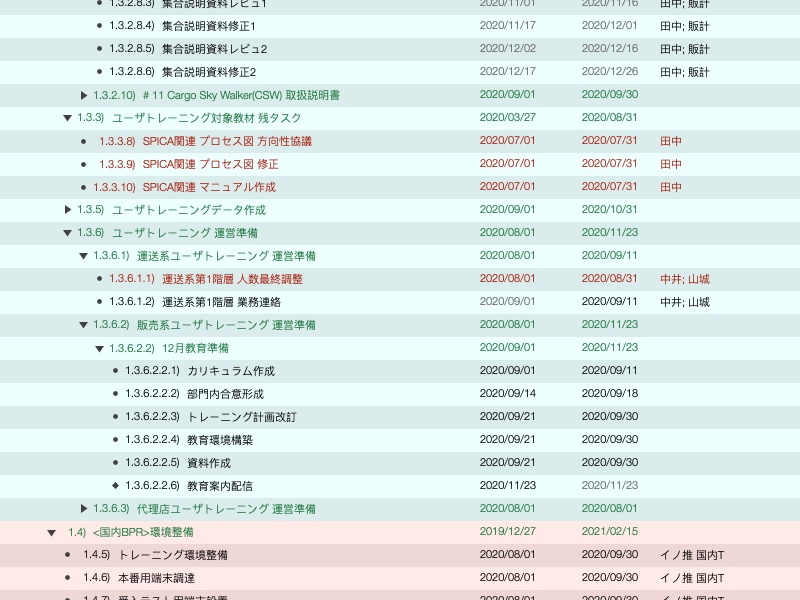 1.3.2.8.3) 集合説明資料レビュ1 2020/11/01 2020/11/16 田中; 販計
1.3.2.8.4) 集合説明資料修正1 2020/11/17 2020/12/01 田中; 販計
1.3.2.8.5) 集合説明資料レビュ2 2020/12/02 2020/12/16 田中; 販計
1.3.2.8.6) 集合説明資料修正2 2020/12/17 2020/12/26 田中; 販計
1.3.2.10) # 11 Cargo Sky Walker(CSW) 取扱説明書 2020/09/01 2020/09/30
1.3.3) ユーザトレーニング対象教材 残タスク 2020/03/27 2020/08/31
1.3.3.8) SPICA関連 プロセス図 方向性協議 2020/07/01 2020/07/31 田中
1.3.3.9) SPICA関連 プロセス図 修正 2020/07/01 2020/07/31 田中
1.3.3.10) SPICA関連 マニュアル作成 2020/07/01 2020/07/31 田中
1.3.5) ユーザトレーニングデータ作成 2020/09/01 2020/10/31
1.3.6) ユーザトレーニング 運営準備 2020/08/01 2020/11/23
1.3.6.1) 運送系ユーザトレーニング 運営準備 2020/08/01 2020/09/11
1.3.6.1.1) 運送系第1階層 人数最終調整 2020/08/01 2020/08/31 中井; 山城
1.3.6.1.2) 運送系第1階層 業務連絡 2020/09/01 2020/09/11 中井; 山城
1.3.6.2) 販売系ユーザトレーニング 運営準備 2020/08/01 2020/11/23
1.3.6.2.2) 12月教育準備 2020/09/01 2020/11/23
1.3.6.2.2.1) カリキュラム作成 2020/09/01 2020/09/11
1.3.6.2.2.2) 部門内合意形成 2020/09/14 2020/09/18
1.3.6.2.2.3) トレーニング計画改訂 2020/09/21 2020/09/30
1.3.6.2.2.4) 教育環境構築 2020/09/21 2020/09/30
1.3.6.2.2.5) 資料作成 2020/09/21 2020/09/30
1.3.6.2.2.6) 教育案内配信 2020/11/23 2020/11/23
1.3.6.3) 代理店ユーザトレーニング 運営準備 2020/08/01 2020/08/01
1.4) <国内BPR>環境整備 2019/12/27 2021/02/15
1.4.5) トレーニング環境整備 2020/08/01 2020/09/30 イノ推 国内T
1.4.6) 本番用端末調達 2020/08/01 2020/09/30 イノ推 国内T
1.4.7) 受入テスト用端末設置 2020/08/01 2020/09/30 イノ推 国内T